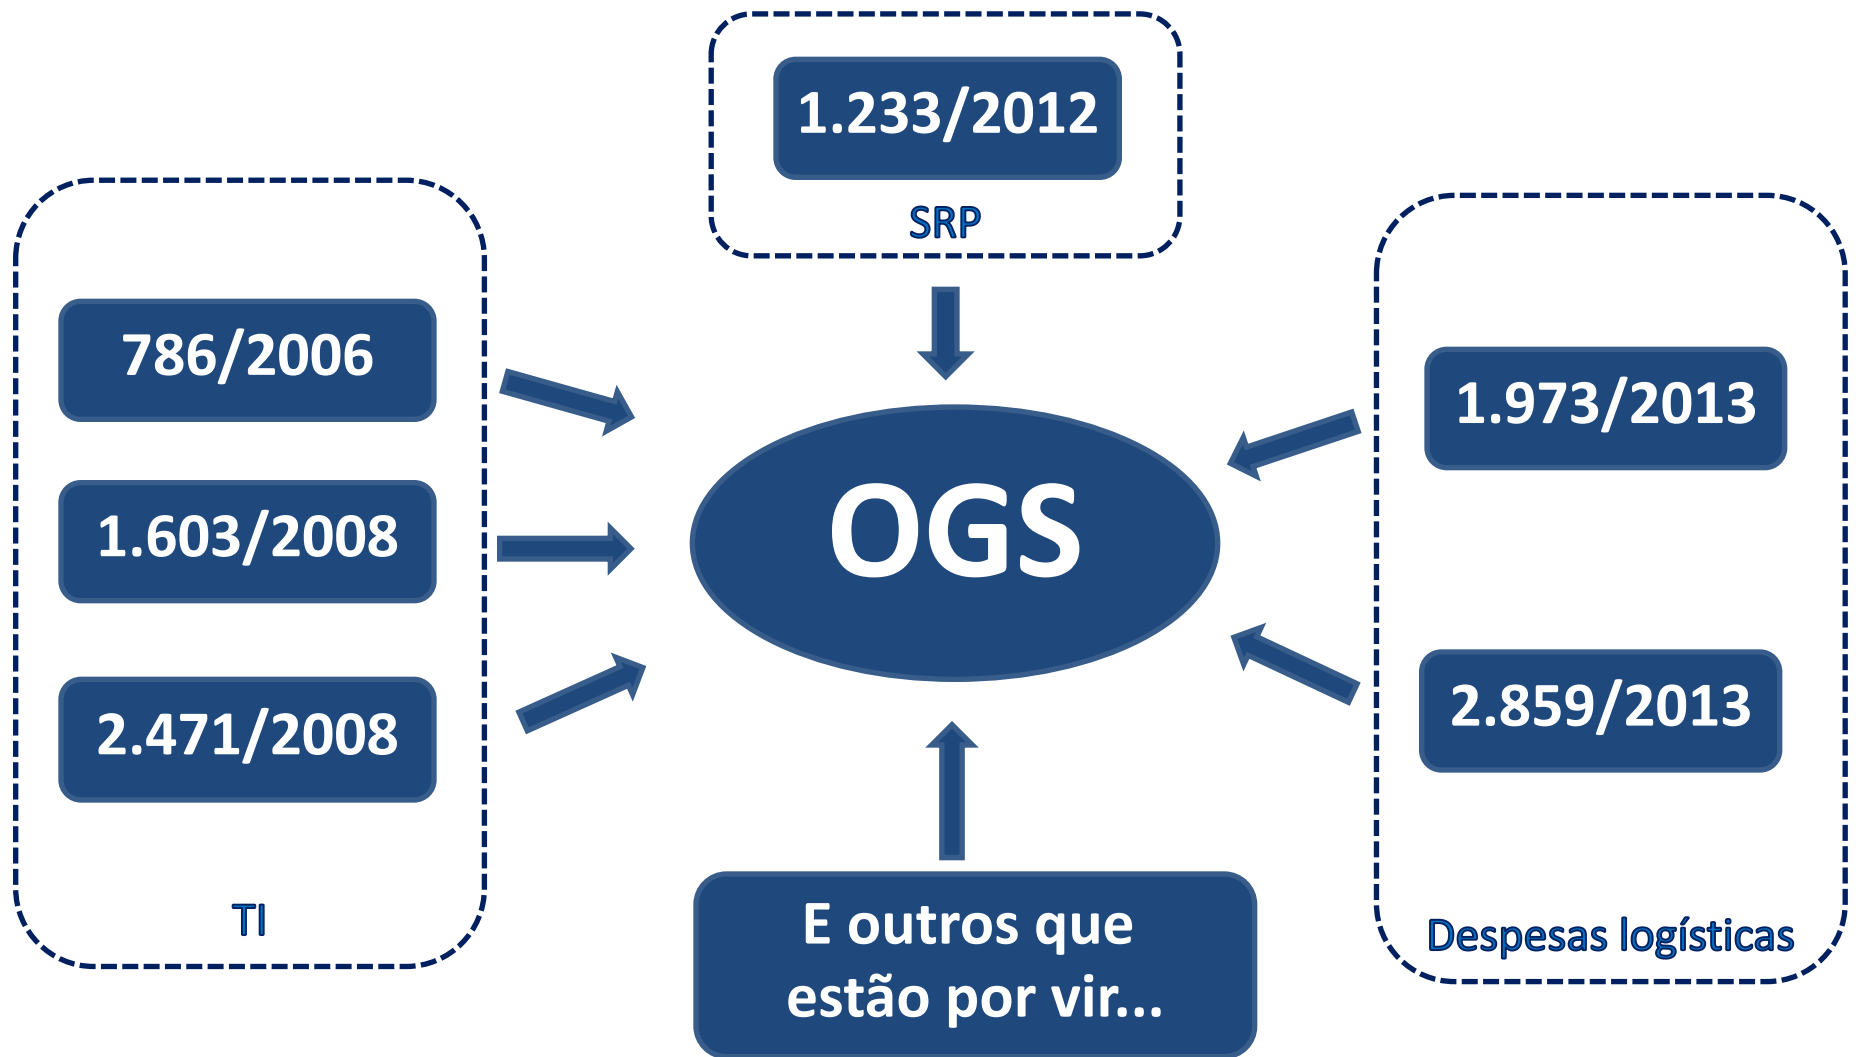 1.233/2012
SRP
786/2006
1.603/2008
2.471/2008
TI
OGS
1.973/2013
2.859/2013
Despesas logísticas
E outros que
estão por vir...